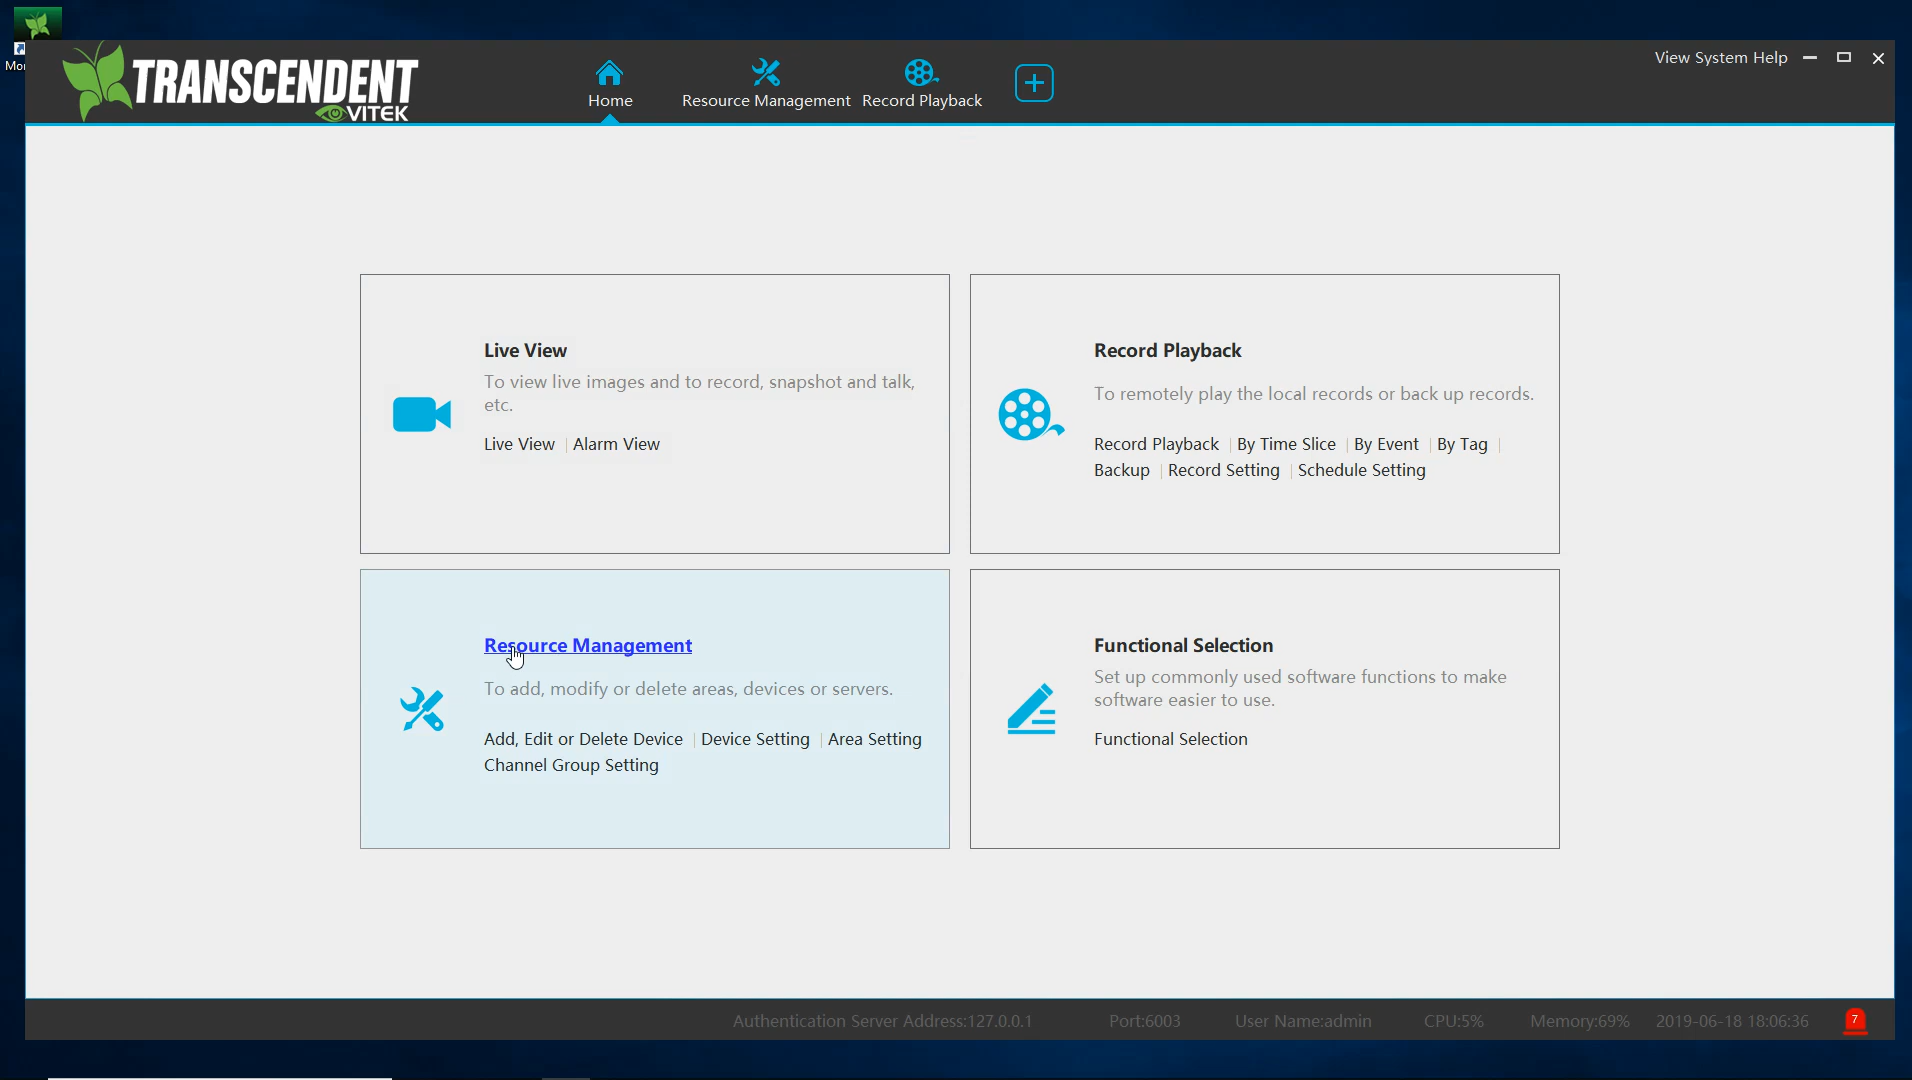 Mo
TRANSCENDENT
VITEK
Home
Resource Management
Record Playback
View System Help
Live View
To view live images and to record, snapshot and talk,
etc.
Live View | Alarm View
Record Playback
To remotely play the local records or back up records.
Record Playback | By Time Slice | By Event | By Tag |
Backup | Record Setting | Schedule Setting
Resource Management
To add, modify or delete areas, devices or servers.
Add, Edit or Delete Device | Device Setting | Area Setting
Channel Group Setting
Functional Selection
Set up commonly used software functions to make
software easier to use.
Functional Selection
Authentication Server Address:127.0.0.1 Port:6003 User Name:admin CPU:5% Memory:69% 2019-06-18 18:06:36 7